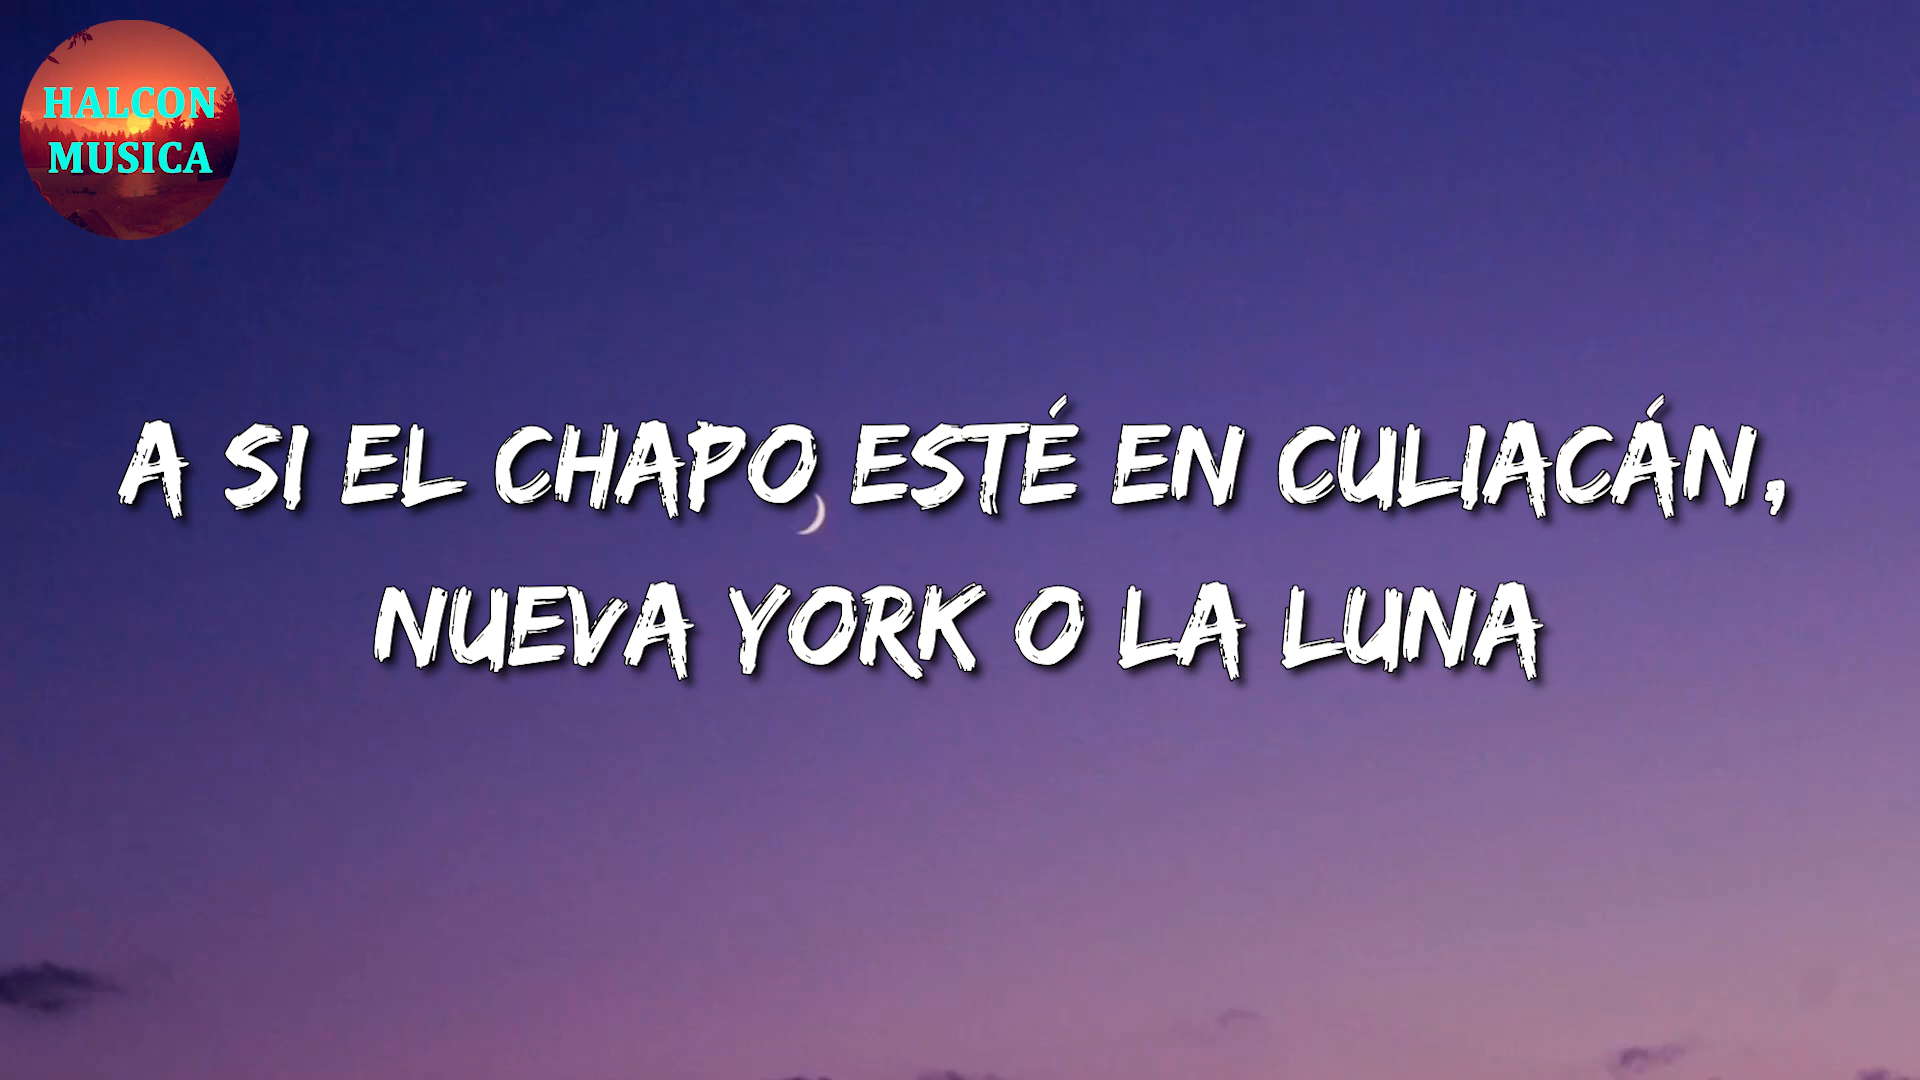 HALCON
MUSICA
A SI EL CHAPO ESTÉ EN CULIACÁN,
NUEVA YORK O LA LUNA